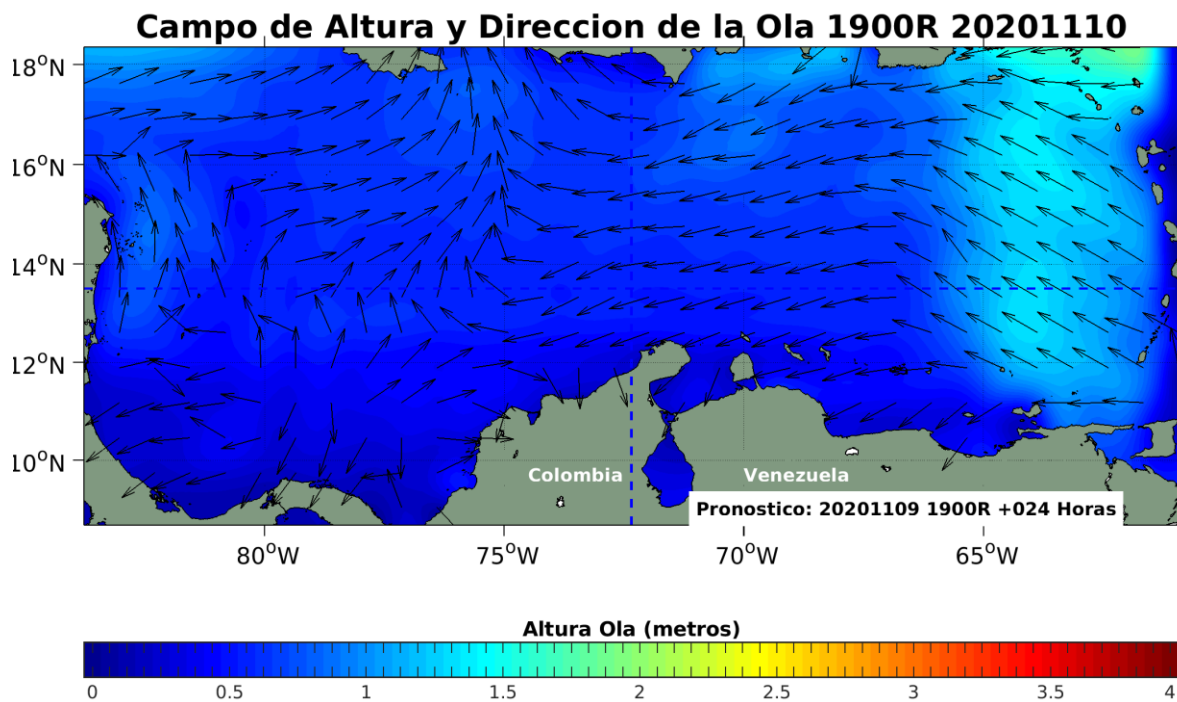 Campo de Altura y Direccion de la Ola 1900R 20201110
18°N
16°N
14°N
12°N
10°N
Colombia
Venezuela
Pronostico: 20201109 1900R +024 Horas
80°W
75°W
70°W
65°W
Altura Ola (metros)
0 0.5 1 1.5 2 2.5 3 3.5 4